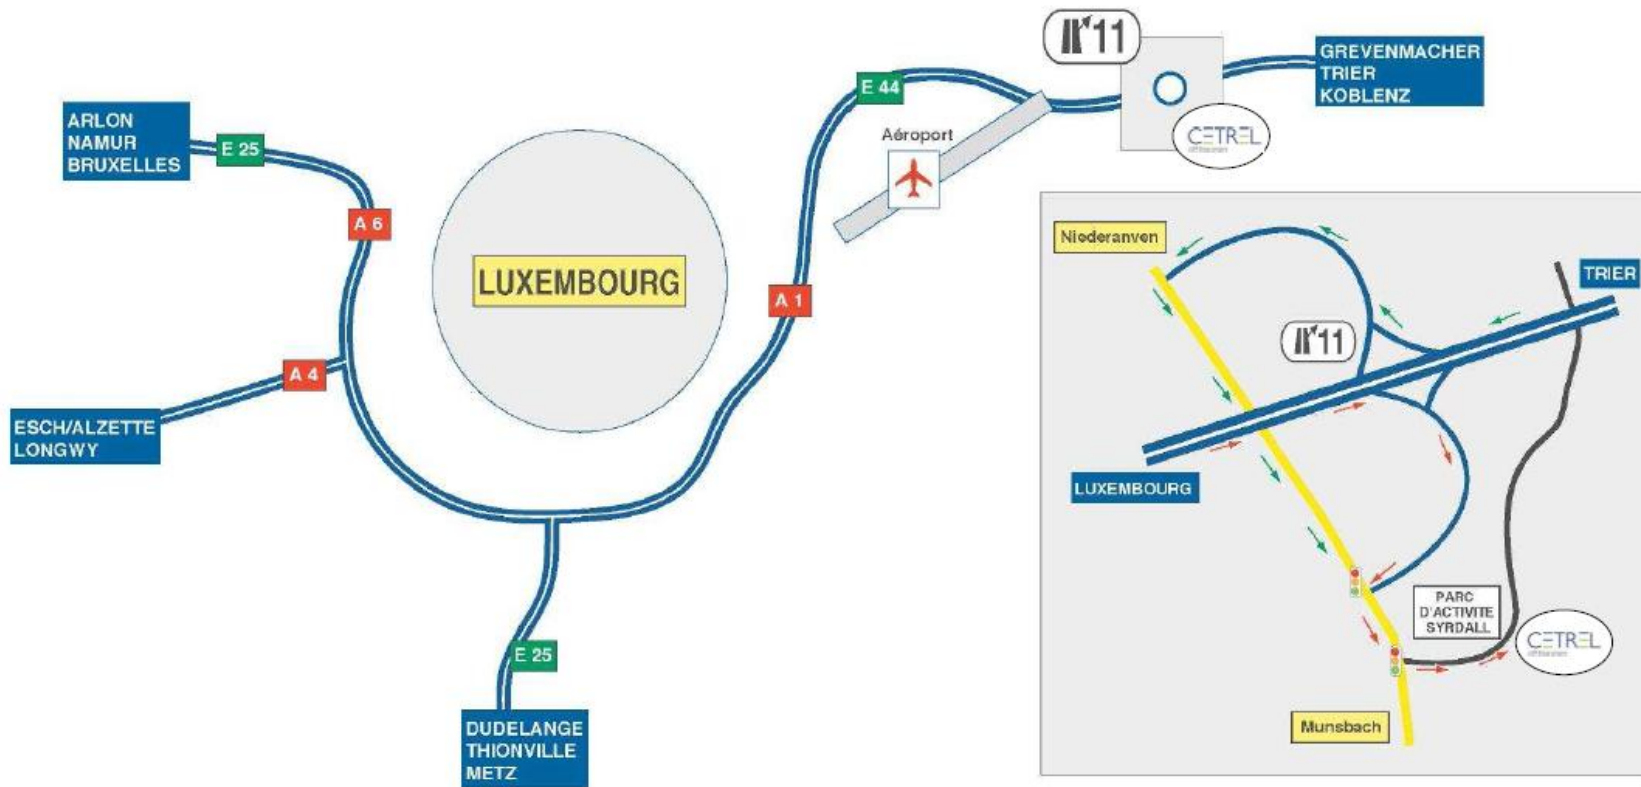 11
GREVENMACHER
TRIER
KOBLENZ
E 44
ARLON
NAMUR
BRUXELLES
E 25
Aéroport
CETREL
A 6
LUXEMBOURG
A 1
A 4
ESCH/ALZETTE
LONGWY
E 25
DUDELANGE
THIONVILLE
METZ
Niederanven
TRIER
11
LUXEMBOURG
PARC
D'ACTIVITE
SYRDALL
CETREL
Munsbach